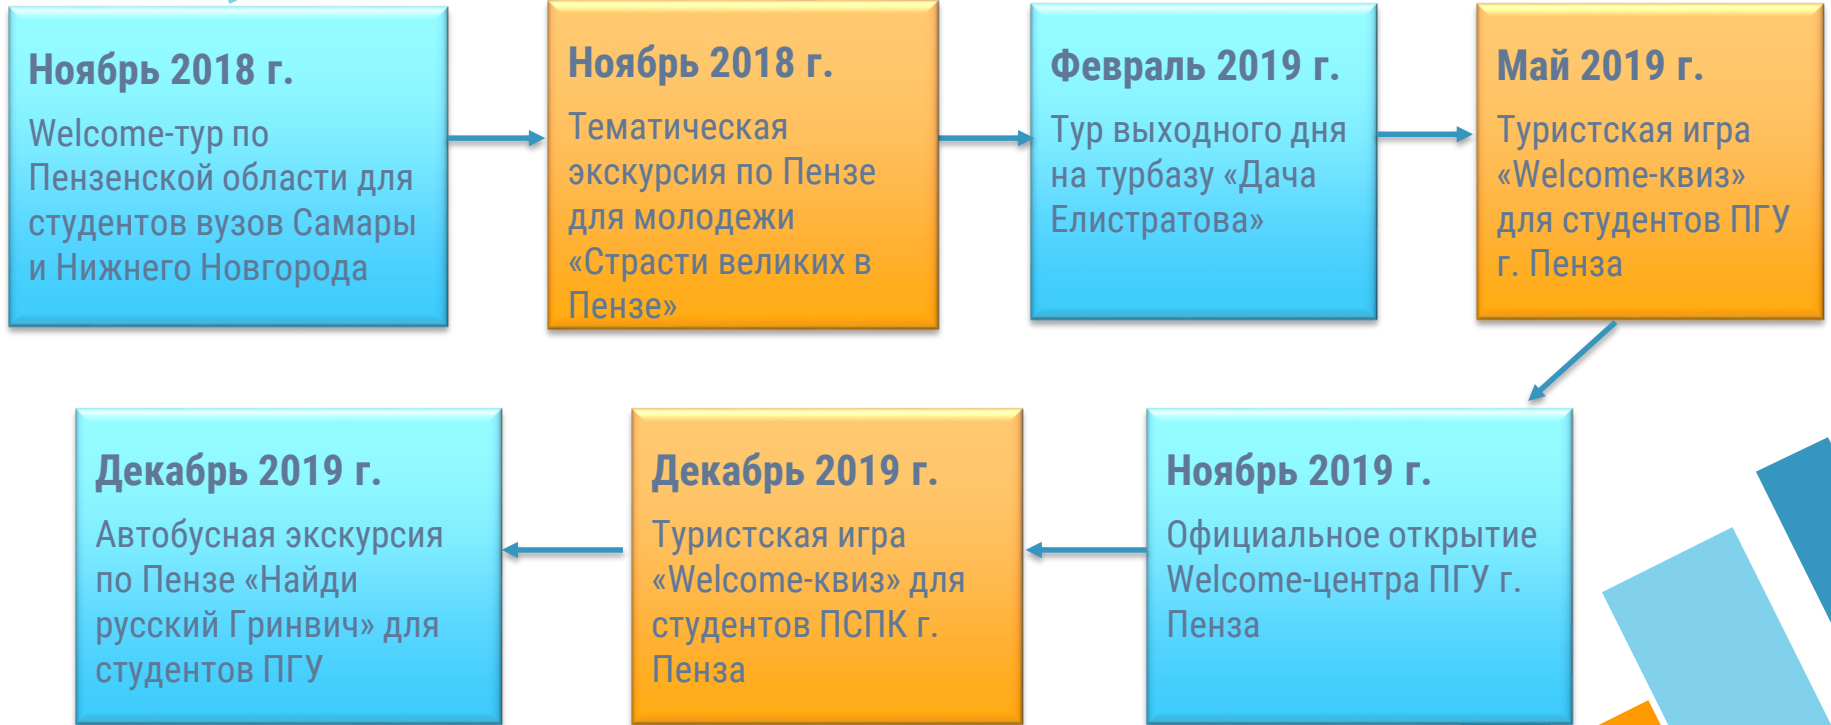 Ноябрь 2018 г.
Welcome-тур по
Пензенской области для
студентов вузов Самары
и Нижнего Новгорода
Ноябрь 2018 г.
Тематическая
экскурсия по Пензе
для молодежи
«Страсти великих в
Пензе»
Февраль 2019 г.
Тур выходного дня
на турбазу «Дача
Елистратова»
Май 2019 г.
Туристская игра
«Welcome-квиз»
для студентов ПГУ
г. Пенза
Ноябрь 2019 г.
Официальное открытие
Welcome-центра ПГУ г.
Пенза
Декабрь 2019 г.
Туристская игра
«Welcome-квиз» для
студентов ПСПК г.
Пенза
Декабрь 2019 г.
Автобусная экскурсия
по Пензе «Найди
русский Гринвич» для
студентов ПГУ